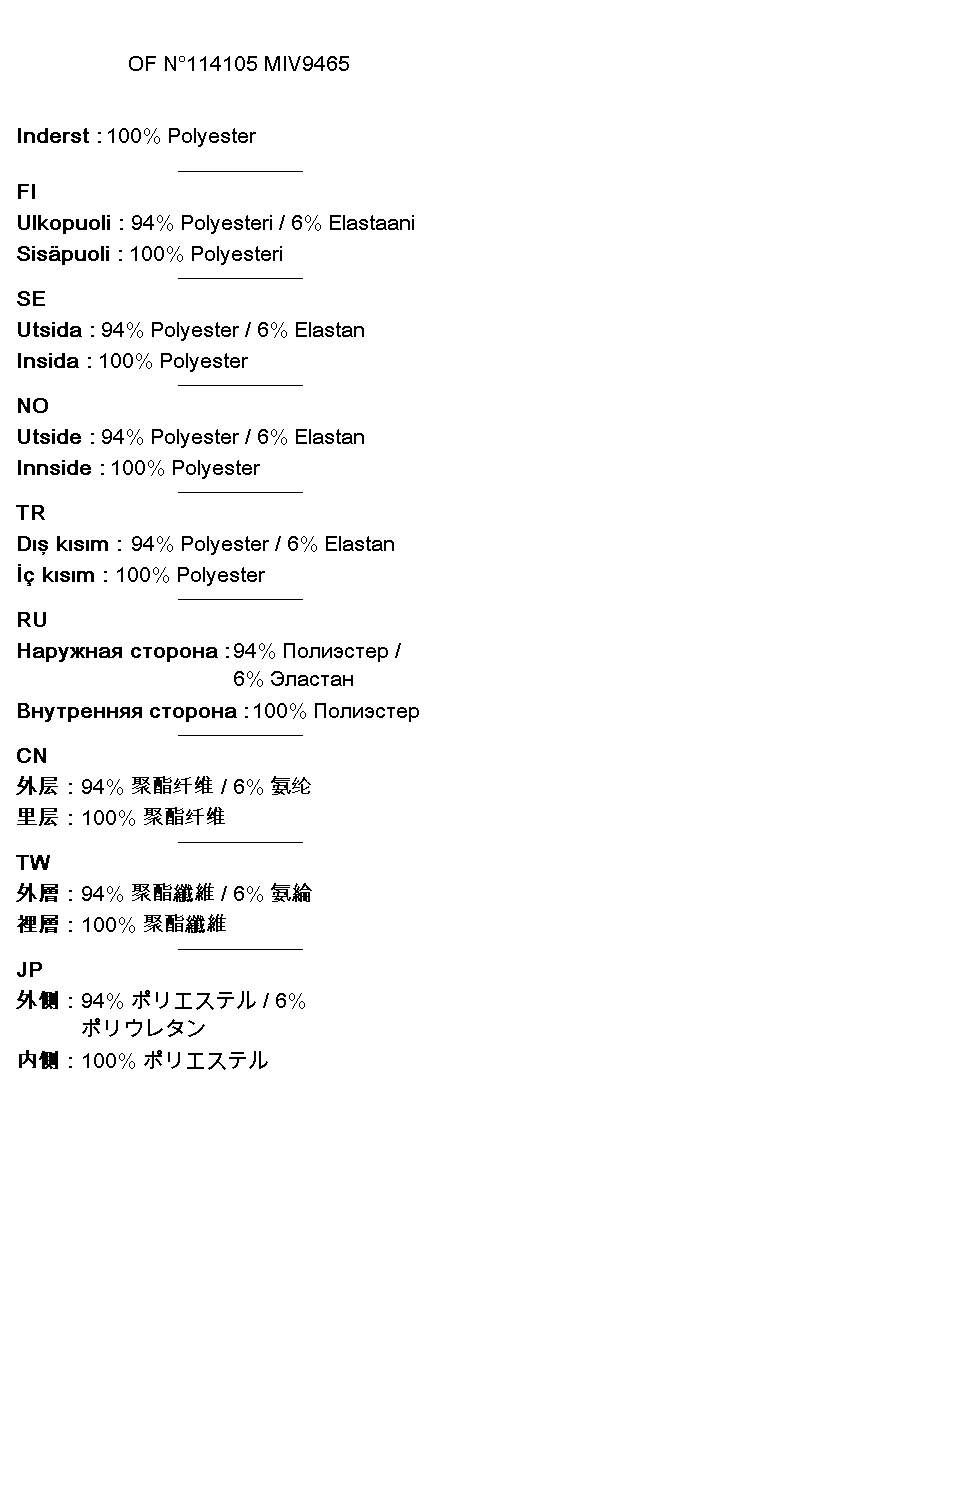 OF N°114105 MIV9465
Inderst : 100% Polyester
FI
Ulkopuoli : 94% Polyesteri / 6% Elastaani
Sisäpuoli : 100% Polyesteri
SE
Utsida : 94% Polyester / 6% Elastan
Insida : 100% Polyester
NO
Utside : 94% Polyester / 6% Elastan
Innside : 100% Polyester
TR
Dış kısım : 94% Polyester / 6% Elastan
İç kısım : 100% Polyester
RU
Наружная сторона : 94% Полиэстер /
6% Эластан
Внутренняя сторона : 100% Полиэстер
CN
外层 : 94% 聚酯纤维 / 6% 氨纶
里层 : 100% 聚酯纤维
TW
外層 : 94% 聚酯纖維 / 6% 氨綸
裡層 : 100% 聚酯纖維
JP
外側 : 94% ポリエステル / 6%
ポリウレタン
内側 : 100% ポリエステル